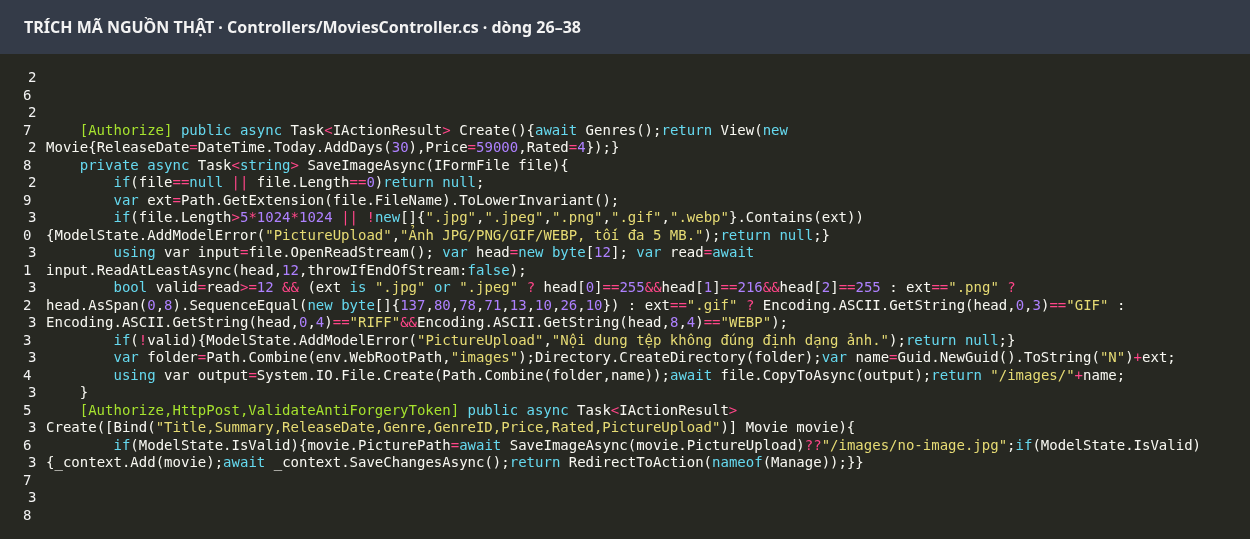 TRÍCH MÃ NGUỒN THẬT · Controllers/MoviesController.cs · dòng 26–38
2
6
2
7 [Authorize] public async Task<IActionResult> Create(){await Genres();return View(new
2 Movie{ReleaseDate=DateTime.Today.AddDays(30),Price=59000,Rated=4});}
8 private async Task<string> SaveImageAsync(IFormFile file){
2 if(file==null || file.Length==0)return null;
9 var ext=Path.GetExtension(file.FileName).ToLowerInvariant();
3 if(file.Length>5*1024*1024 || !new[]{".jpg",".jpeg",".png",".gif",".webp"}.Contains(ext))
0 {ModelState.AddModelError("PictureUpload","Ảnh JPG/PNG/GIF/WEBP, tối đa 5 MB.");return null;}
3 using var input=file.OpenReadStream(); var head=new byte[12]; var read=await
1 input.ReadAtLeastAsync(head,12,throwIfEndOfStream:false);
3 bool valid=read>=12 && (ext is ".jpg" or ".jpeg" ? head[0]==255&&head[1]==216&&head[2]==255 : ext==".png" ?
2 head.AsSpan(0,8).SequenceEqual(new byte[]{137,80,78,71,13,10,26,10}) : ext==".gif" ? Encoding.ASCII.GetString(head,0,3)=="GIF" :
3 Encoding.ASCII.GetString(head,0,4)=="RIFF"&&Encoding.ASCII.GetString(head,8,4)=="WEBP");
3 if(!valid){ModelState.AddModelError("PictureUpload","Nội dung tệp không đúng định dạng ảnh.");return null;}
3 var folder=Path.Combine(env.WebRootPath,"images");Directory.CreateDirectory(folder);var name=Guid.NewGuid().ToString("N")+ext;
4 using var output=System.IO.File.Create(Path.Combine(folder,name));await file.CopyToAsync(output);return "/images/"+name;
3 }
5 [Authorize,HttpPost,ValidateAntiForgeryToken] public async Task<IActionResult>
3 Create([Bind("Title,Summary,ReleaseDate,Genre,GenreID,Price,Rated,PictureUpload")] Movie movie){
6 if(ModelState.IsValid){movie.PicturePath=await SaveImageAsync(movie.PictureUpload)??"/images/no-image.jpg";if(ModelState.IsValid)
3 {_context.Add(movie);await _context.SaveChangesAsync();return RedirectToAction(nameof(Manage));}}
7
3
8